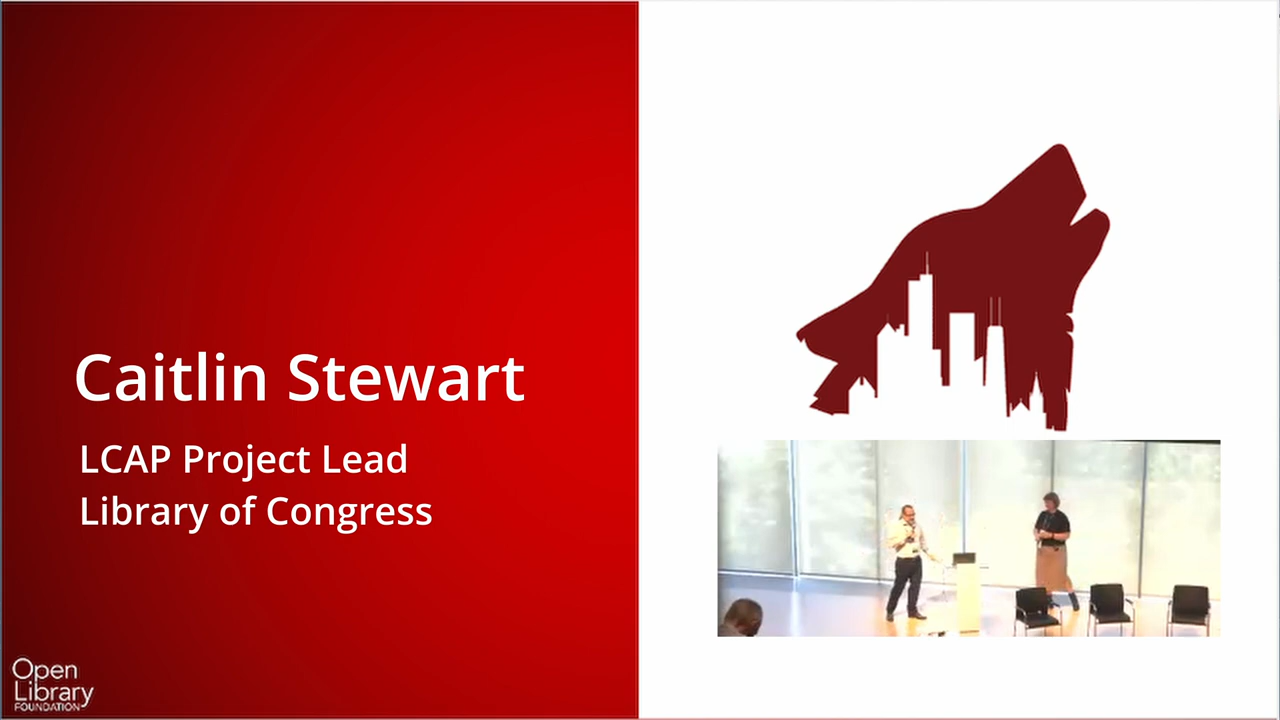 Caitlin Stewart
LCAP Project Lead
Library of Congress
Open
Library
FOUNDATION